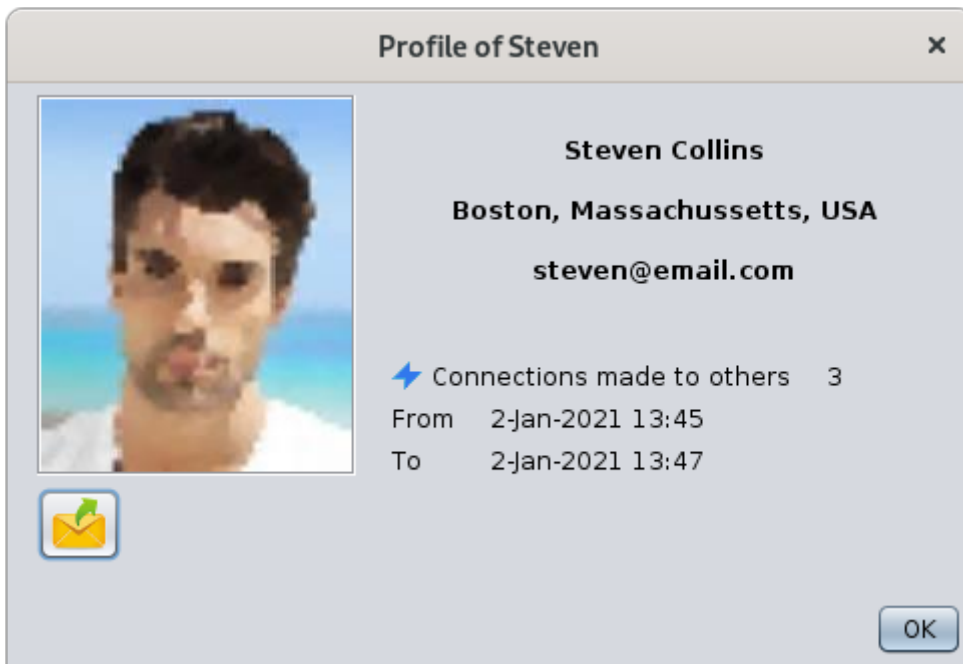 Profile of Steven ×
Steven Collins
Boston, Massachussetts, USA
steven@email.com
Connections made to others 3
From 2-Jan-2021 13:45
To 2-Jan-2021 13:47
OK